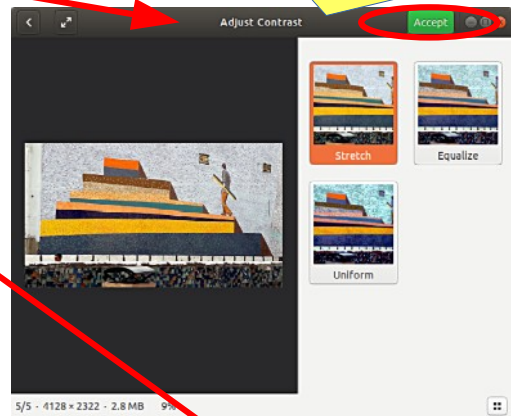 Adjust Contrast
Accept
Stretch
Equalize
Uniform
5/5 · 4128 × 2322 · 2.8 MB 9%